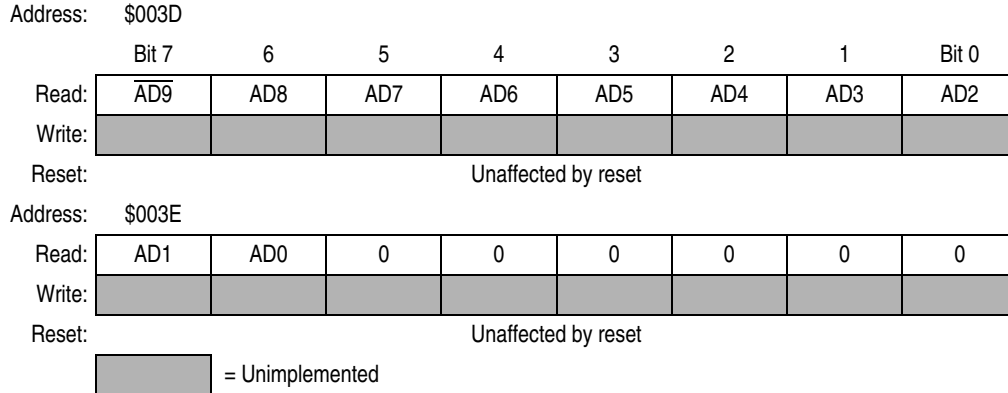 Address: $003D
Bit 7 6 5 4 3 2 1 Bit 0
Read: A̅D̅9̅ AD8 AD7 AD6 AD5 AD4 AD3 AD2
Write:
Reset: Unaffected by reset
Address: $003E
Read: AD1 AD0 0 0 0 0 0 0
Write:
Reset: Unaffected by reset
= Unimplemented